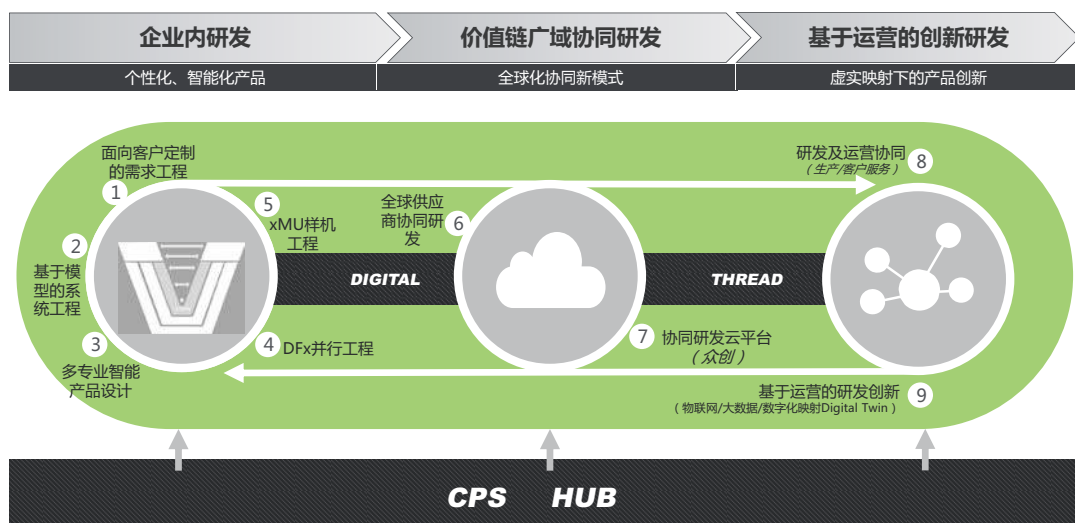 企业内研发
价值链广域协同研发
基于运营的创新研发
个性化、智能化产品
全球化协同新模式
虚实映射下的产品创新
面向客户定制
的需求工程
1
2
基于模
型的系
统工程
3
多专业智能
产品设计
4
DFx并行工程
5
xMU样机
工程
全球供应
商协同研
发
6
DIGITAL
THREAD
7
协同研发云平台
(众创)
研发及运营协同
(生产/客户服务)
8
基于运营的研发创新
(物联网/大数据/数字化映射Digital Twin)
9
CPS HUB